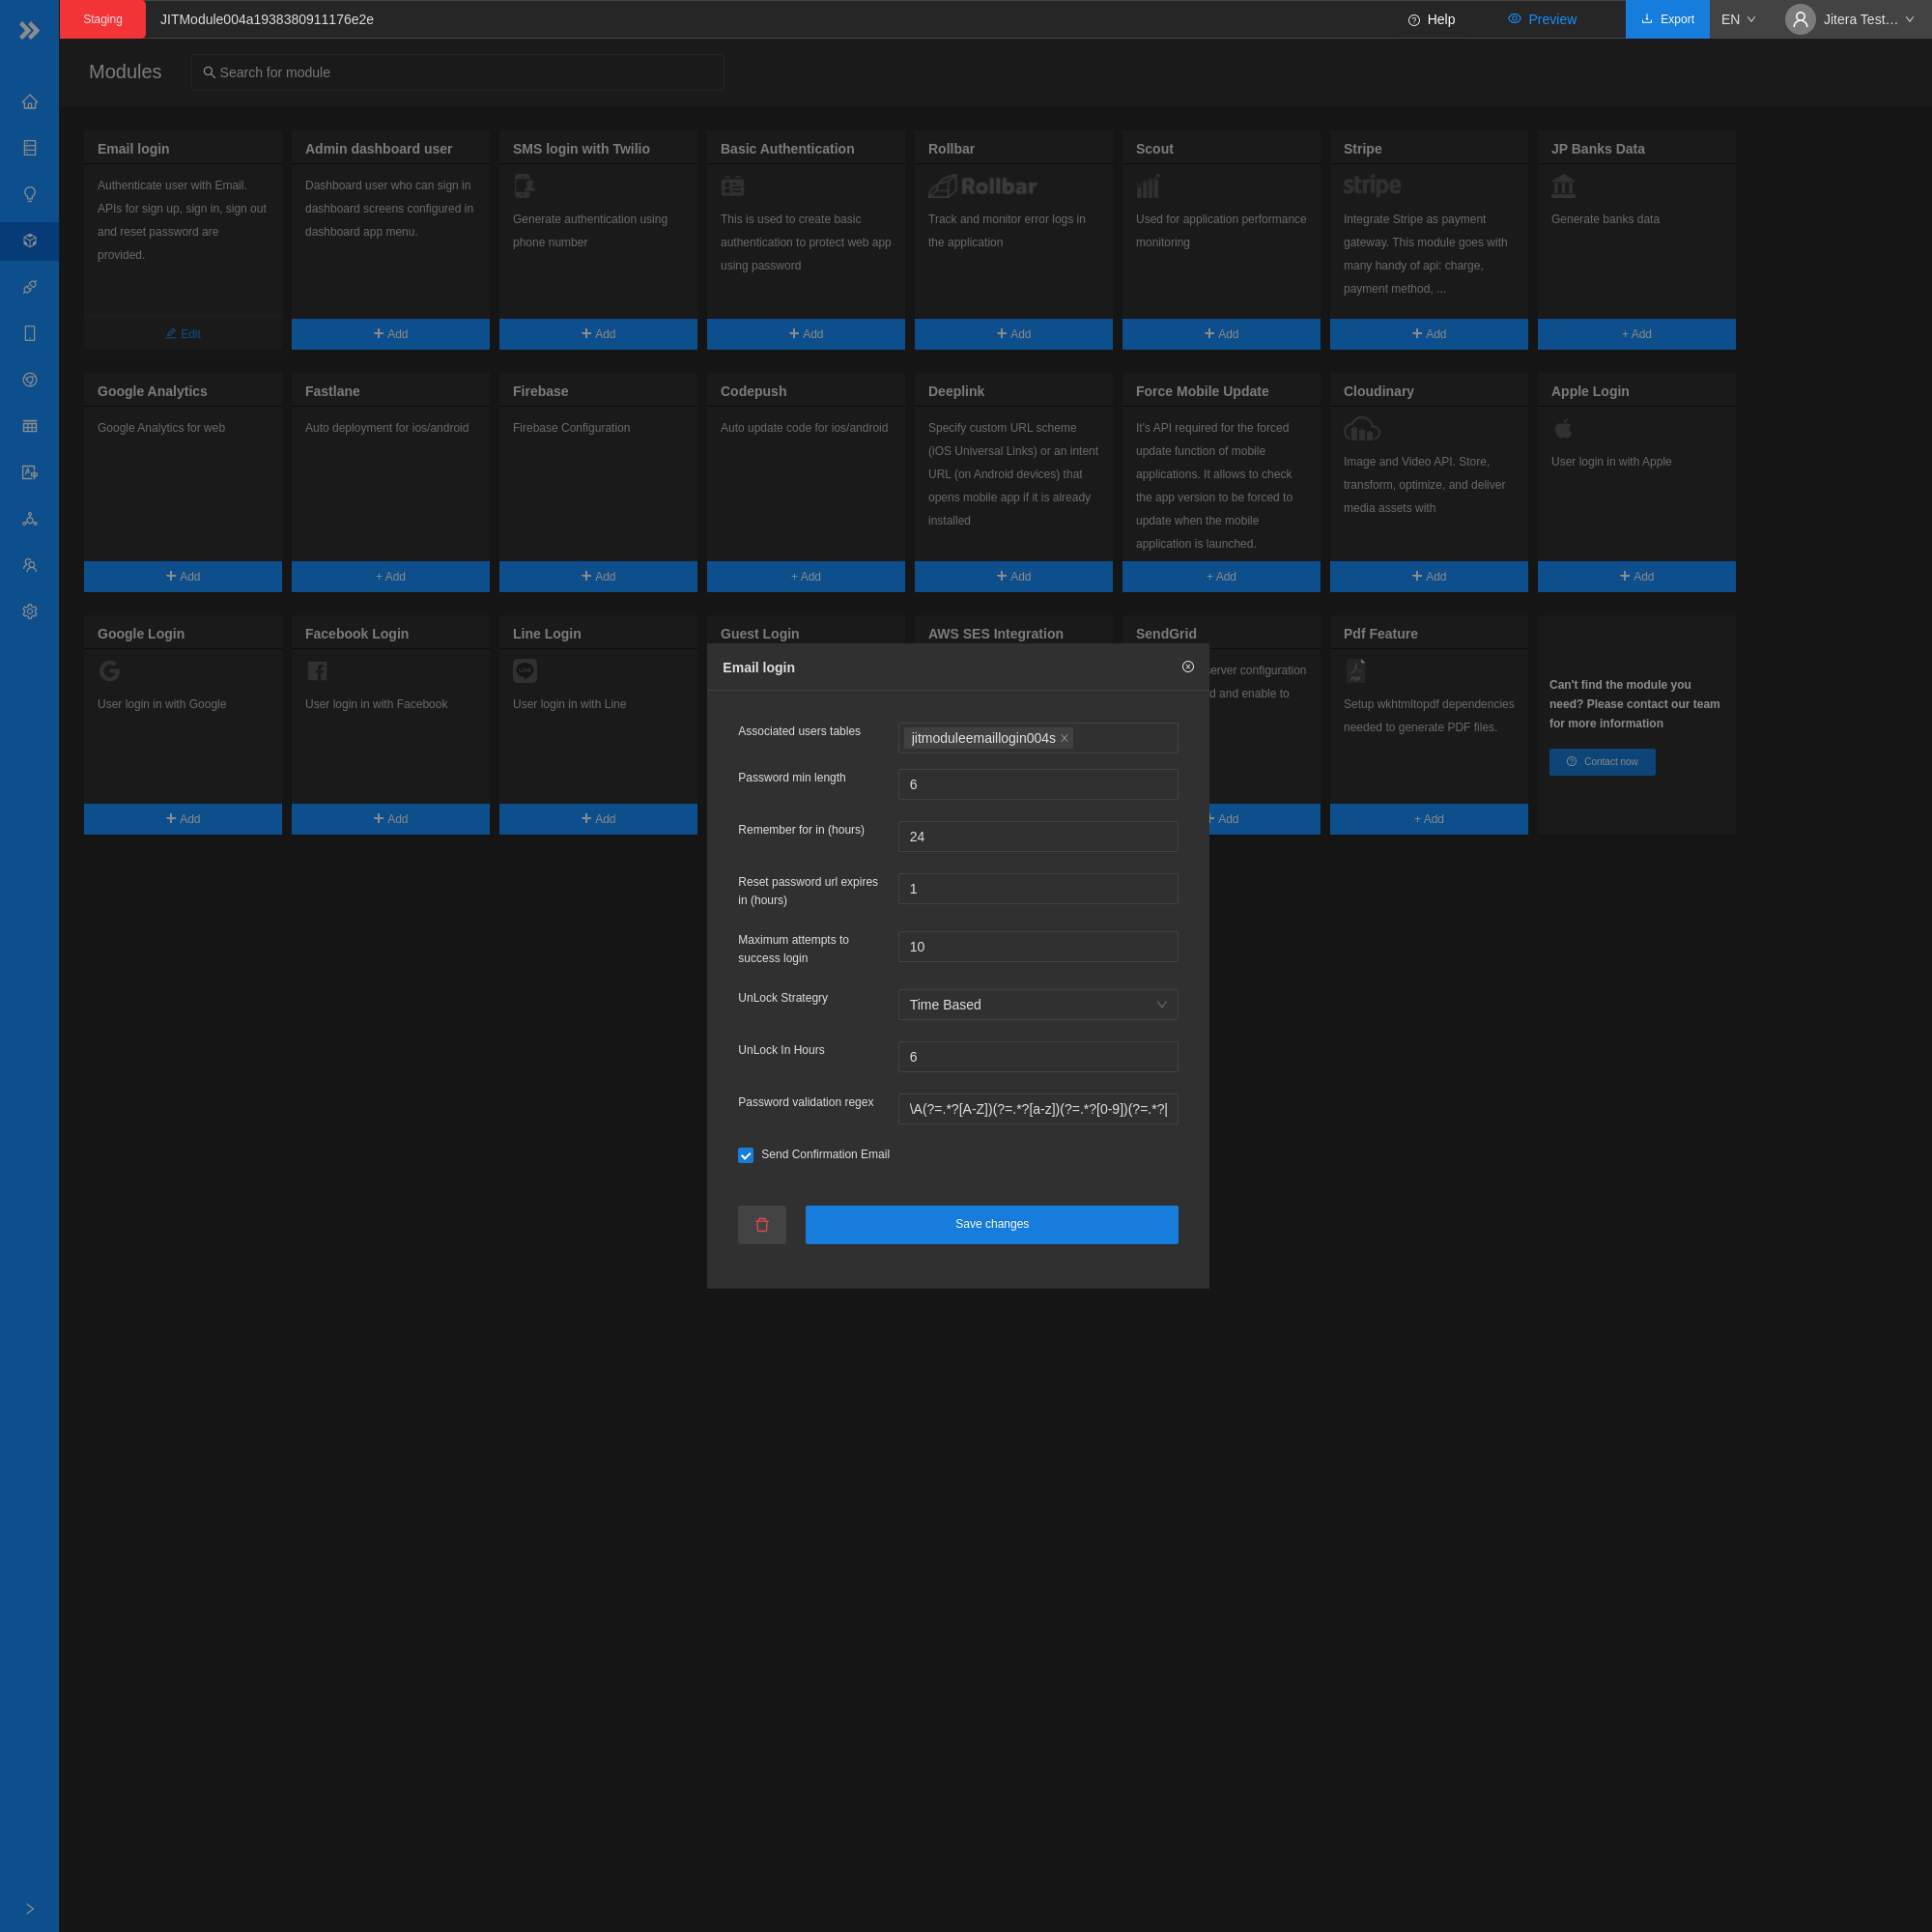 Staging
JITModule004a1938380911176e2e
Help
Preview
Export
EN
Jitera Test…
Modules
Search for module
Email login
Authenticate user with Email.
APIs for sign up, sign in, sign out
and reset password are
provided.
Edit
Admin dashboard user
Dashboard user who can sign in
dashboard screens configured in
dashboard app menu.
Add
SMS login with Twilio
Generate authentication using
phone number
Add
Basic Authentication
This is used to create basic
authentication to protect web app
using password
Add
Rollbar
Rollbar
Track and monitor error logs in
the application
Add
Scout
Used for application performance
monitoring
Add
Stripe
stripe
Integrate Stripe as payment
gateway. This module goes with
many handy of api: charge,
payment method, ...
Add
JP Banks Data
Generate banks data
+ Add
Google Analytics
Google Analytics for web
Add
Fastlane
Auto deployment for ios/android
+ Add
Firebase
Firebase Configuration
Add
Codepush
Auto update code for ios/android
+ Add
Deeplink
Specify custom URL scheme
(iOS Universal Links) or an intent
URL (on Android devices) that
opens mobile app if it is already
installed
Add
Force Mobile Update
It's API required for the forced
update function of mobile
applications. It allows to check
the app version to be forced to
update when the mobile
application is launched.
+ Add
Cloudinary
Image and Video API. Store,
transform, optimize, and deliver
media assets with
Add
Apple Login
User login in with Apple
Add
Google Login
User login in with Google
Add
Facebook Login
User login in with Facebook
Add
Line Login
LINE
User login in with Line
Add
Guest Login
AWS SES Integration
SendGrid
server configuration
and enable to
Add
Pdf Feature
PDF
Setup wkhtmltopdf dependencies
needed to generate PDF files.
+ Add
Can't find the module you
need? Please contact our team
for more information
Contact now
Email login
Associated users tables
jitmoduleemaillogin004s
Password min length
6
Remember for in (hours)
24
Reset password url expires
in (hours)
1
Maximum attempts to
success login
10
UnLock Strategry
Time Based
UnLock In Hours
6
Password validation regex
\A(?=.*?[A-Z])(?=.*?[a-z])(?=.*?[0-9])(?=.*?[
Send Confirmation Email
Save changes